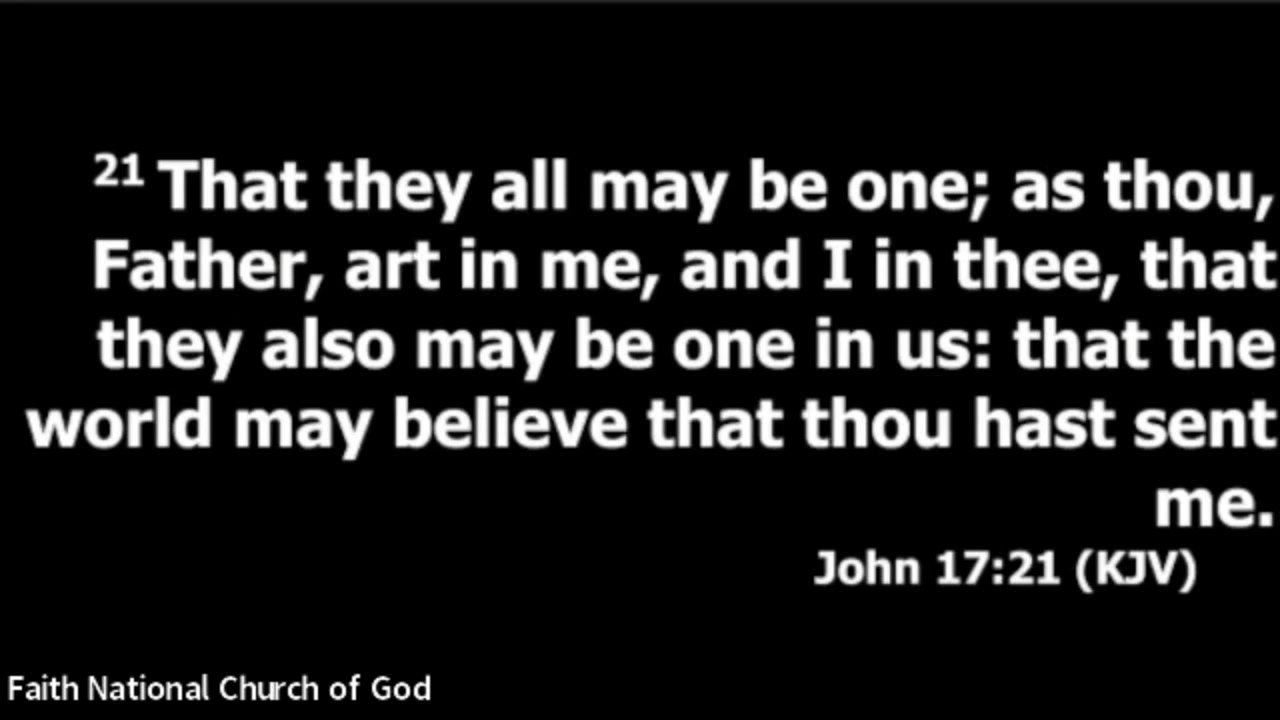 21 That they all may be one; as thou,
Father, art in me, and I in thee, that
they also may be one in us: that the
world may believe that thou hast sent
me.
John 17:21 (KJV)
Faith National Church of God